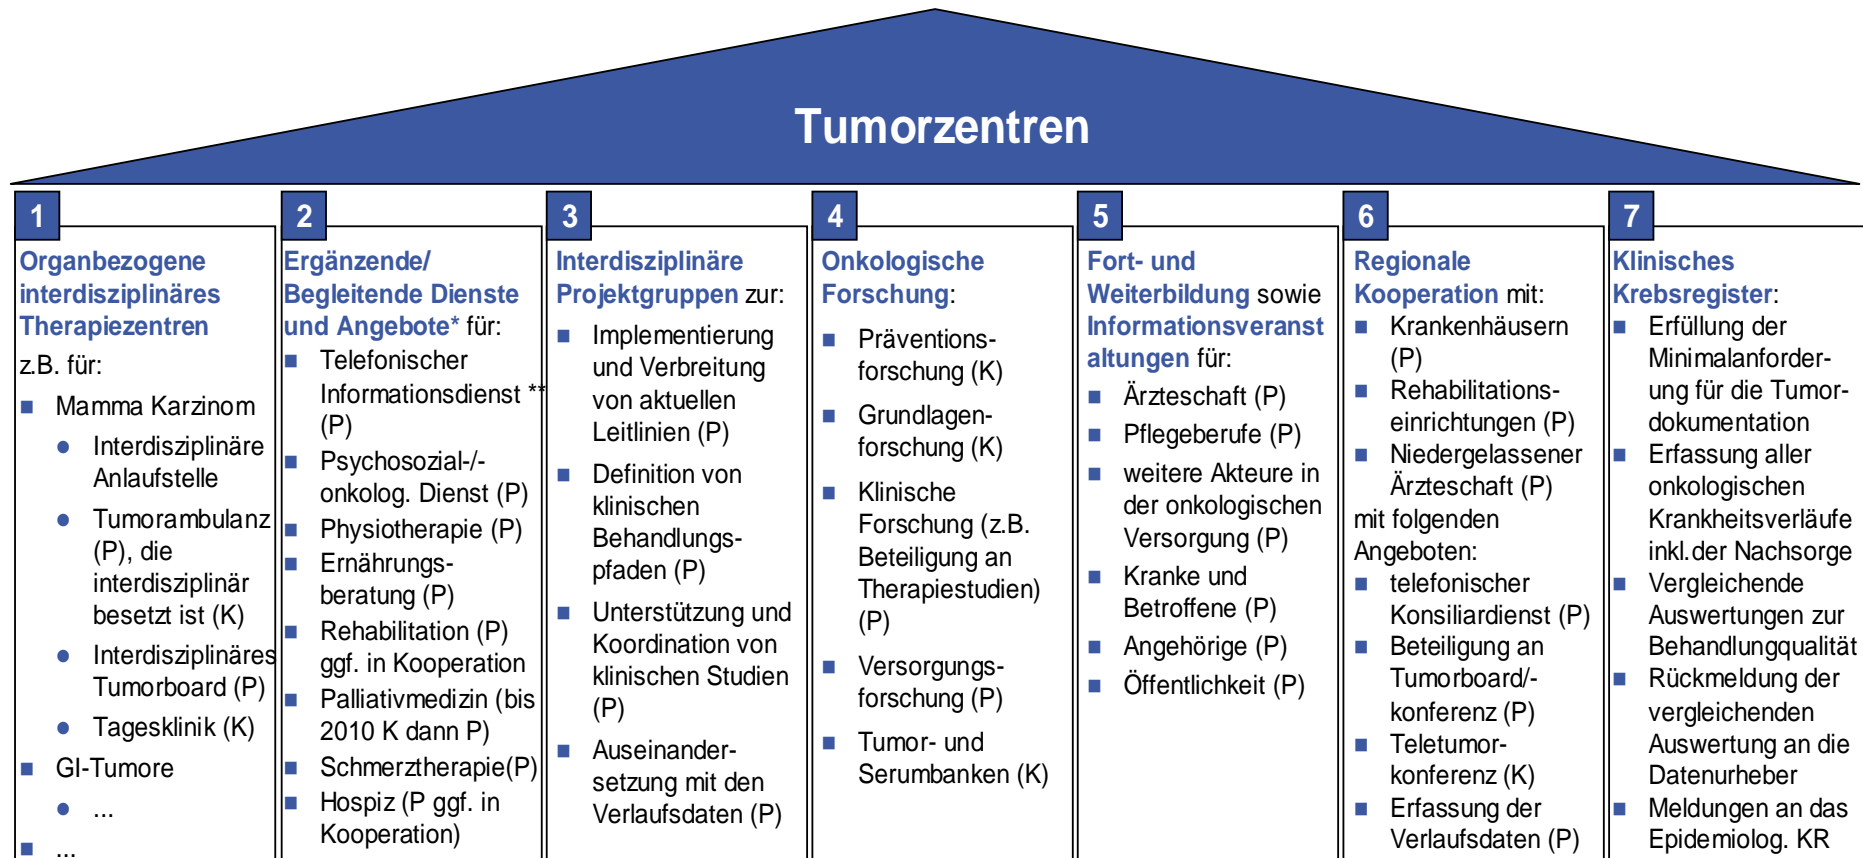 Tumorzentren
1
Organbezogene
interdisziplinäres
Therapiezentren
z.B. für:
Mamma Karzinom
Interdisziplinäre
Anlaufstelle
Tumorambulanz
(P), die
interdisziplinär
besetzt ist (K)
Interdisziplinäres
Tumorboard (P)
Tagesklinik (K)
GI-Tumore
...
...
2
Ergänzende/
Begleitende Dienste
und Angebote* für:
Telefonischer
Informationsdienst **
(P)
Psychosozial-/-
onkolog. Dienst (P)
Physiotherapie (P)
Ernährungs-
beratung (P)
Rehabilitation (P)
ggf. in Kooperation
Palliativmedizin (bis
2010 K dann P)
Schmerztherapie(P)
Hospiz (P ggf. in
Kooperation)
3
Interdisziplinäre
Projektgruppen zur:
Implementierung
und Verbreitung
von aktuellen
Leitlinien (P)
Definition von
klinischen
Behandlungs-
pfaden (P)
Unterstützung und
Koordination von
klinischen Studien
(P)
Auseinander-
setzung mit den
Verlaufsdaten (P)
4
Onkologische
Forschung:
Präventions-
forschung (K)
Grundlagen-
forschung (K)
Klinische
Forschung (z.B.
Beteiligung an
Therapiestudien)
(P)
Versorgungs-
forschung (P)
Tumor- und
Serumbanken (K)
5
Fort- und
Weiterbildung sowie
Informationsveranst
altungen für:
Ärzteschaft (P)
Pflegeberufe (P)
weitere Akteure in
der onkologischen
Versorgung (P)
Kranke und
Betroffene (P)
Angehörige (P)
Öffentlichkeit (P)
6
Regionale
Kooperation mit:
Krankenhäusern
(P)
Rehabilitations-
einrichtungen (P)
Niedergelassener
Ärzteschaft (P)
mit folgenden
Angeboten:
telefonischer
Konsiliardienst (P)
Beteiligung an
Tumorboard/-
konferenz (P)
Teletumor-
konferenz (K)
Erfassung der
Verlaufsdaten (P)
7
Klinisches
Krebsregister:
Erfüllung der
Minimalanforder-
ung für die Tumor-
dokumentation
Erfassung aller
onkologischen
Krankheitsverläufe
inkl.der Nachsorge
Vergleichende
Auswertungen zur
Behandlungqualität
Rückmeldung der
vergleichenden
Auswertung an die
Datenurheber
Meldungen an das
Epidemiolog. KR